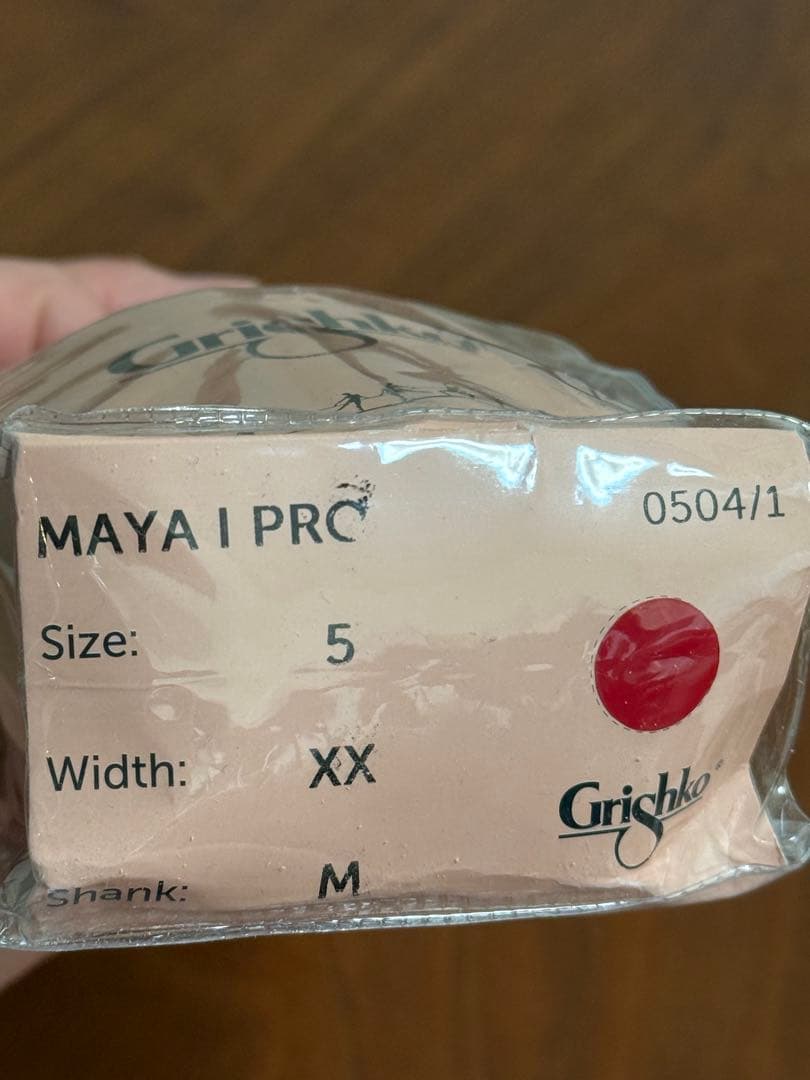 Grishko
MAYA I PRO
0504/1
Size: 5
Width: XX
Grishko®
Shank: M